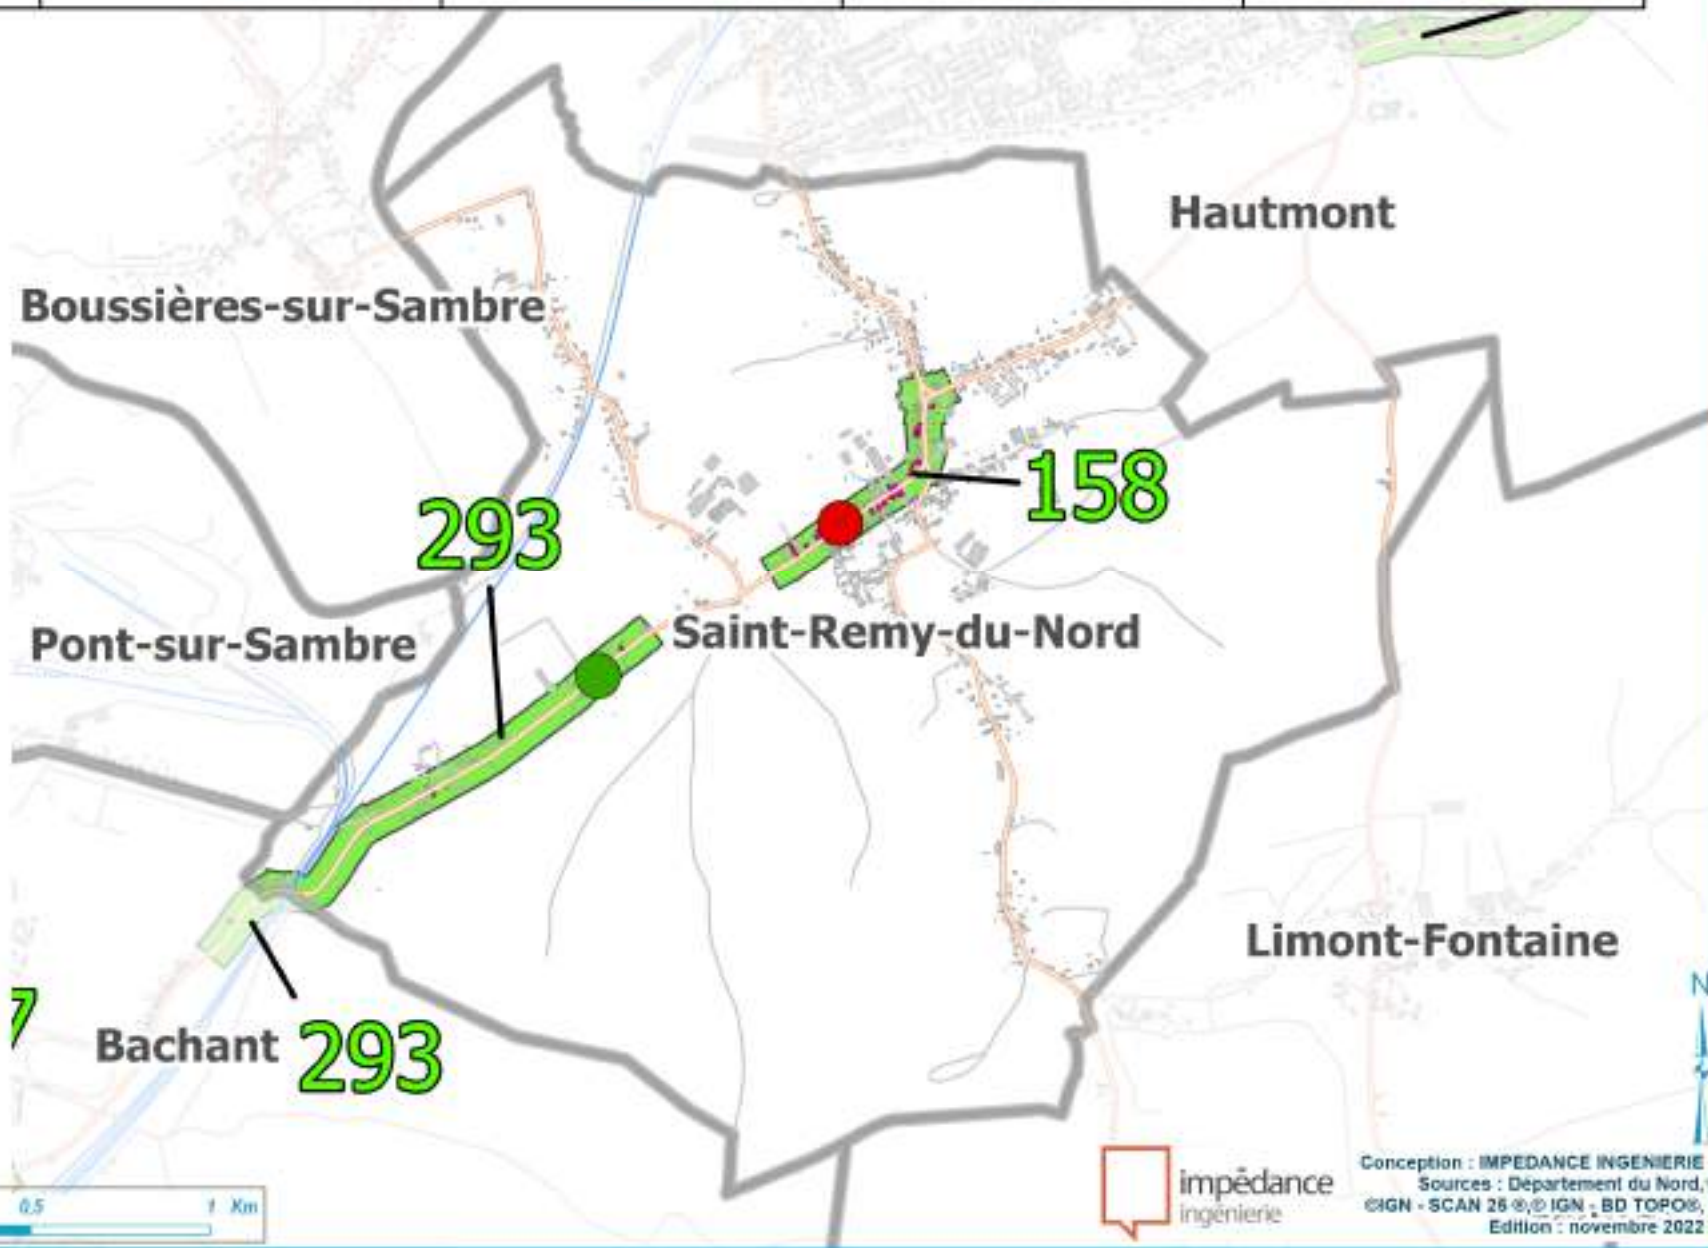 Hautmont
Boussières-sur-Sambre
158
293
Saint-Remy-du-Nord
Pont-sur-Sambre
Limont-Fontaine
7
Bachant 293
N
0,5 1 Km
impédance
ingénierie
Conception : IMPEDANCE INGENIERIE
Sources : Département du Nord,
©IGN - SCAN 25 ®,© IGN - BD TOPO®,
Edition : novembre 2022